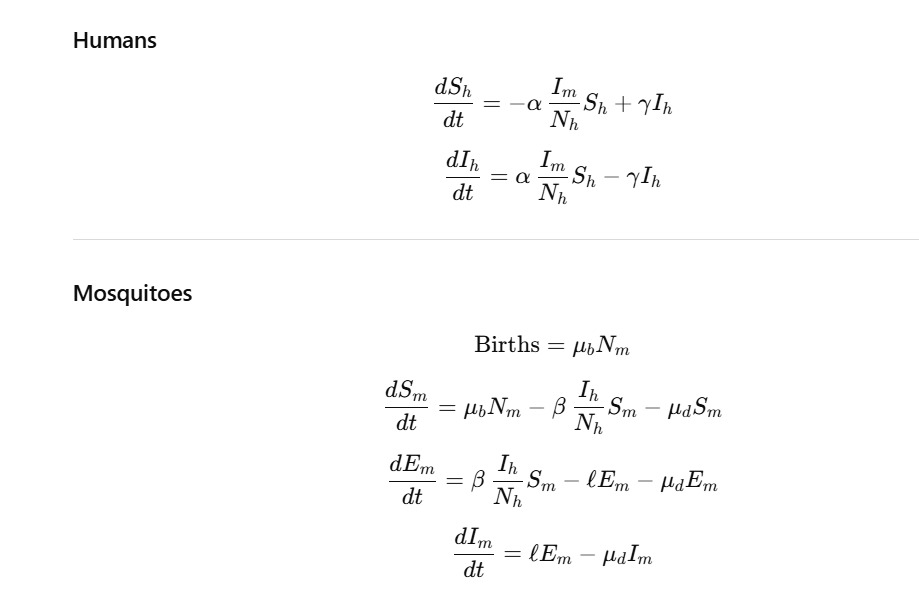 Humans
dS_h/dt = −α I_m/N_h S_h + γI_h
dI_h/dt = α I_m/N_h S_h − γI_h
Mosquitoes
Births = μ_b N_m
dS_m/dt = μ_b N_m − β I_h/N_h S_m − μ_d S_m
dE_m/dt = β I_h/N_h S_m − ℓE_m − μ_d E_m
dI_m/dt = ℓE_m − μ_d I_m